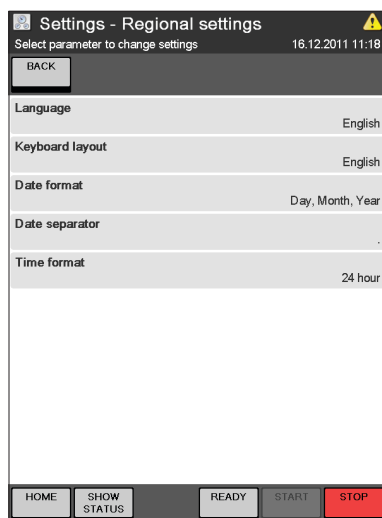 Settings - Regional settings
Select parameter to change settings 16.12.2011 11:18
BACK
Language
English
Keyboard layout
English
Date format
Day, Month, Year
Date separator
.
Time format
24 hour
HOME SHOW STATUS READY START STOP